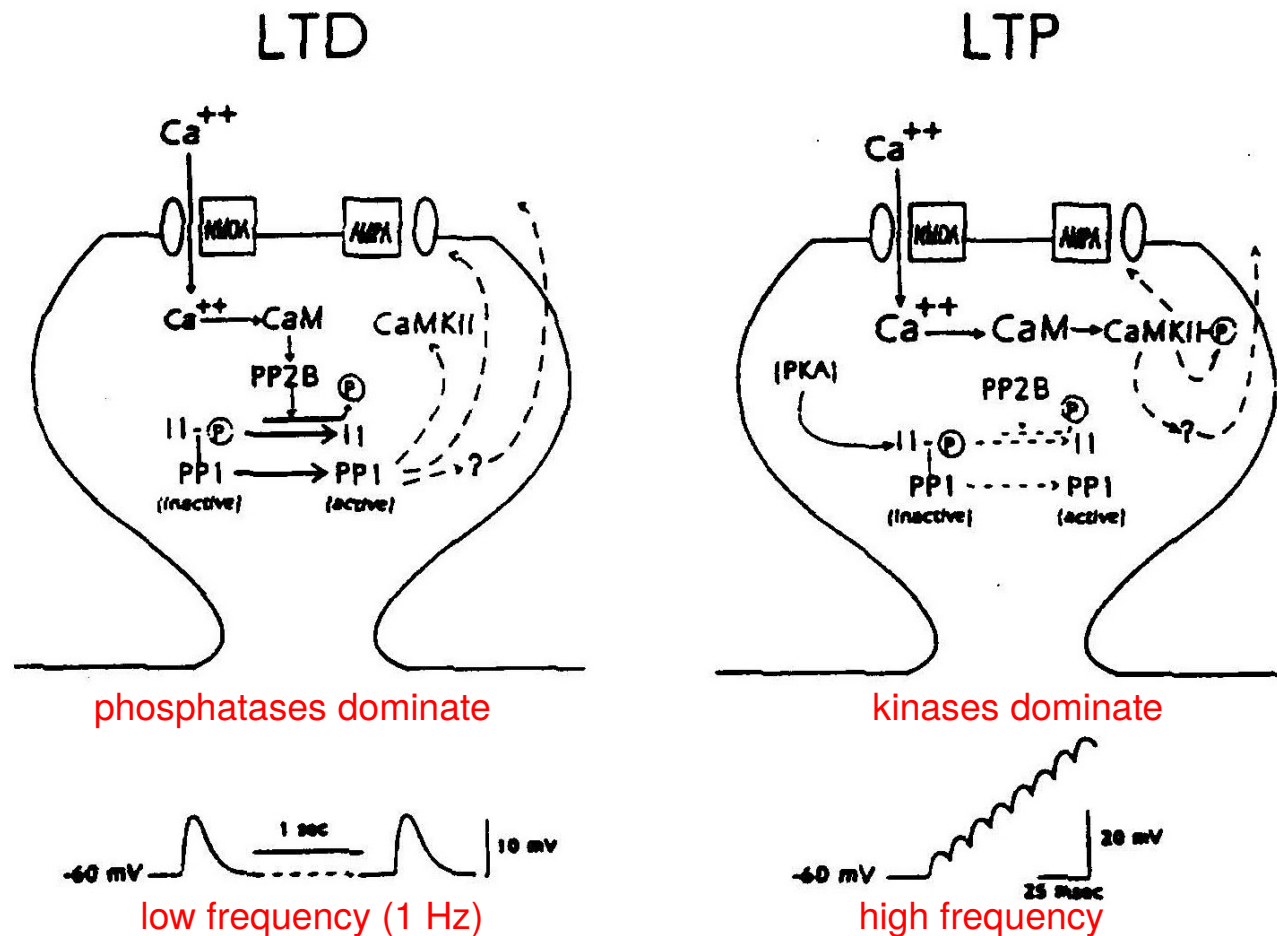 LTD
Ca++
NMDA AMPA
Ca++ CaM CaMKII
PP2B P
I1-P I1
PP1 PP1 ?
(inactive) (active)
phosphatases dominate
1 sec
-60 mV 10 mV
low frequency (1 Hz)
LTP
Ca++
NMDA AMPA
Ca++ CaM CaMKII-P
(PKA) PP2B
P ?
I1-P I1
PP1 PP1
(inactive) (active)
kinases dominate
20 mV
-60 mV
25 msec
high frequency